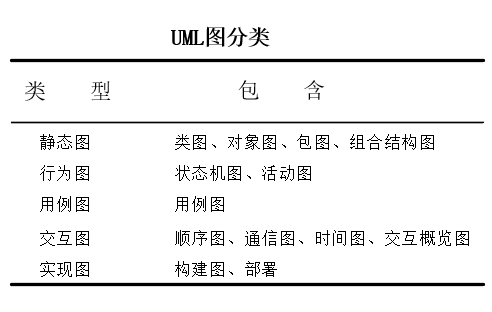 UML图分类
类 型 包 含
静态图 类图、对象图、包图、组合结构图
行为图 状态机图、活动图
用例图 用例图
交互图 顺序图、通信图、时间图、交互概览图
实现图 构建图、部署